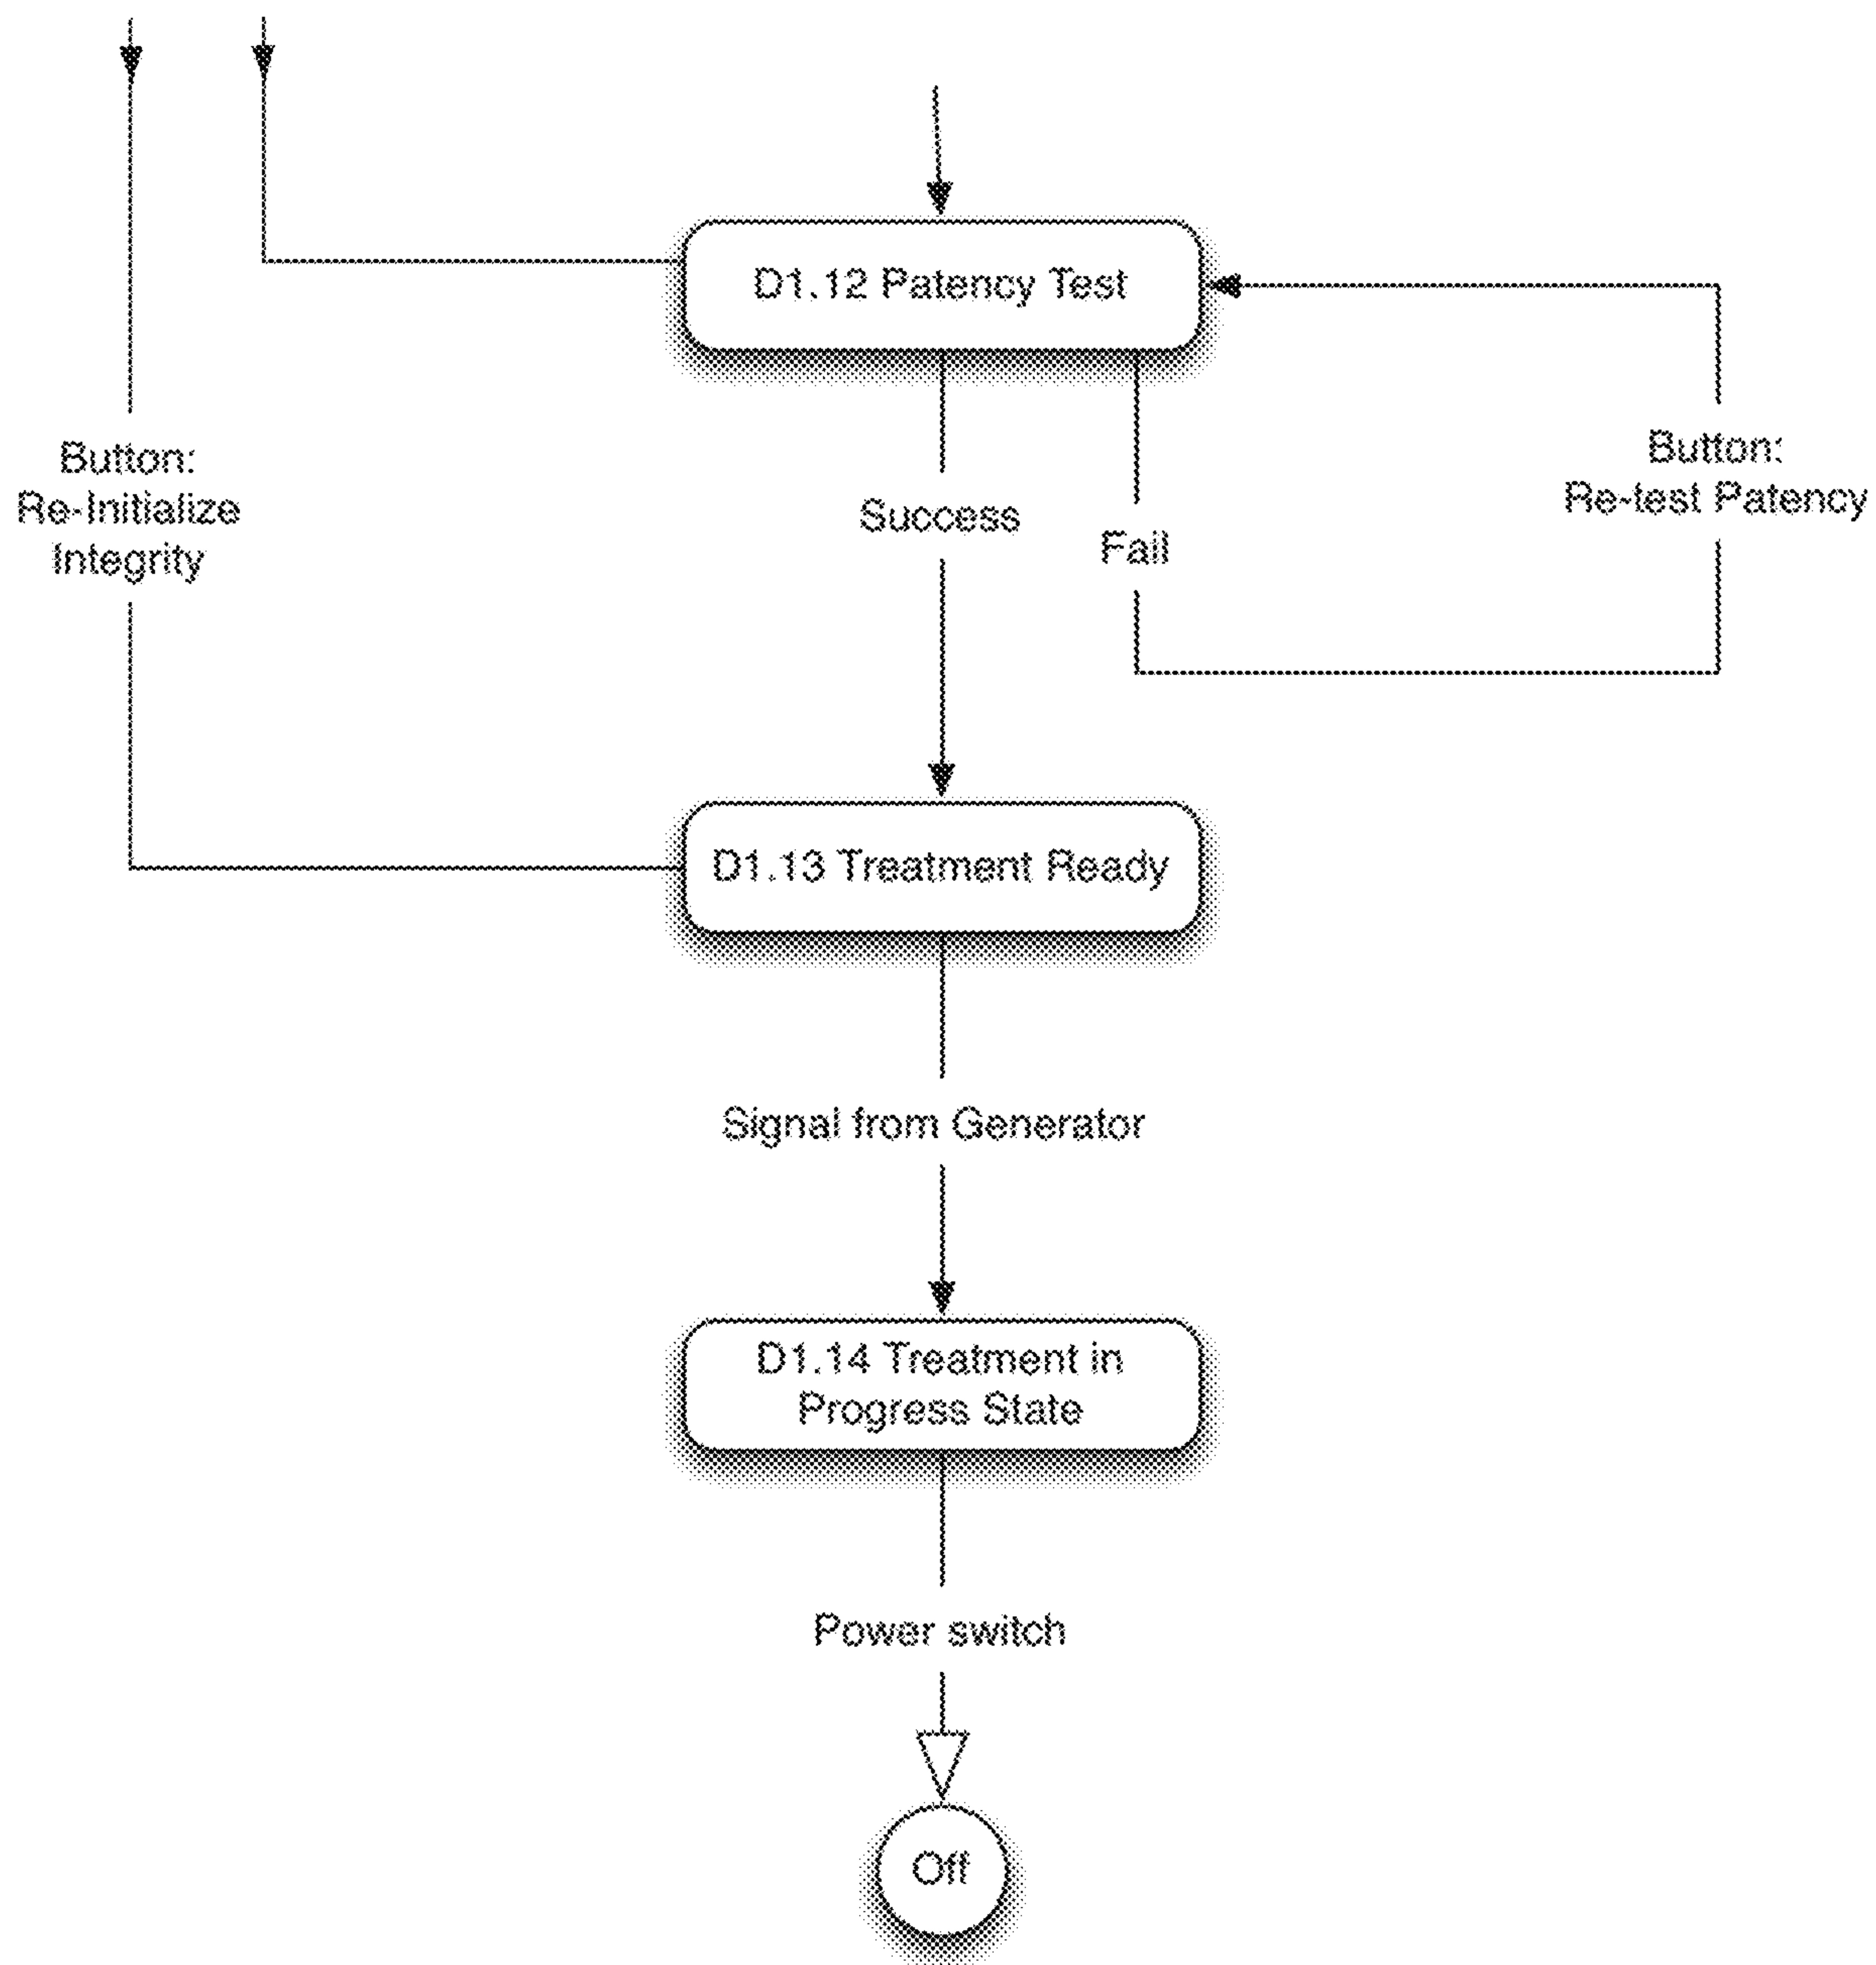 D1.12 Patency Test
Button:
Re-Initialize
Integrity
Success
Fail
Button:
Re-test Patency
D1.13 Treatment Ready
Signal from Generator
D1.14 Treatment in
Progress State
Power switch
Off